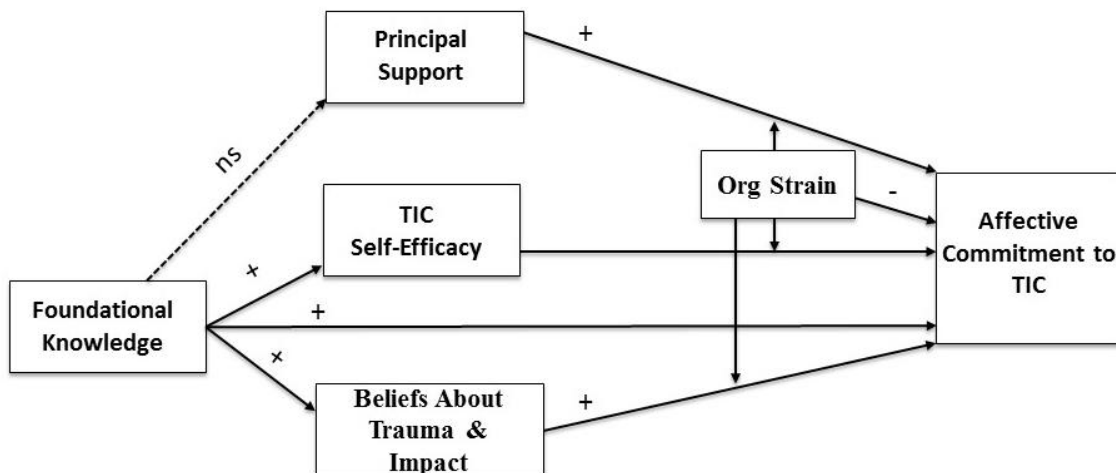 Principal
Support
+
ns
Org Strain
-
TIC
Self-Efficacy
Affective
Commitment to
TIC
+
Foundational
Knowledge
+
+
Beliefs About
Trauma &
Impact
+